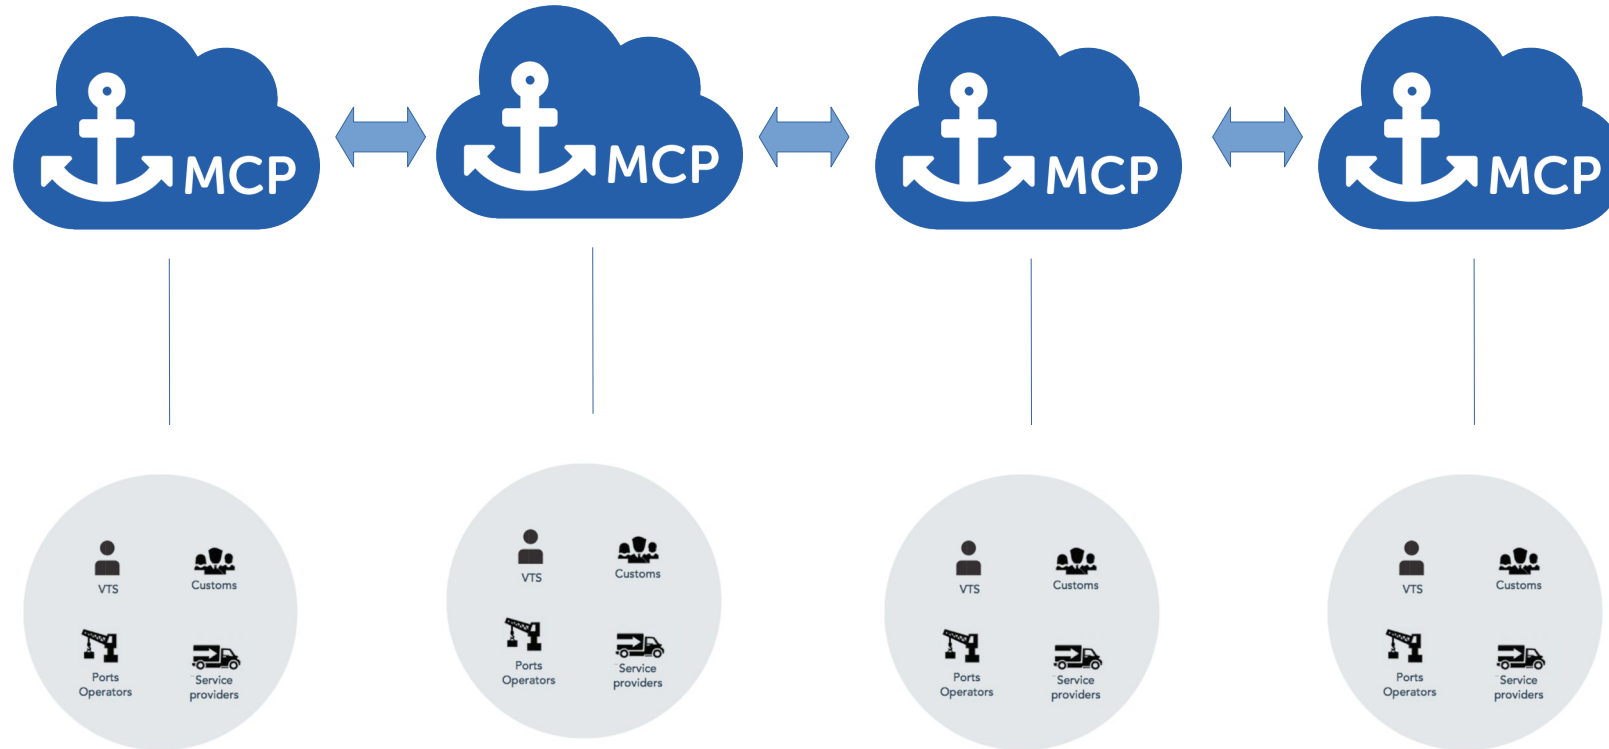 MCP
MCP
MCP
MCP
VTS
Customs
Ports
Operators
Service
providers
VTS
Customs
Ports
Operators
Service
providers
VTS
Customs
Ports
Operators
Service
providers
VTS
Customs
Ports
Operators
Service
providers